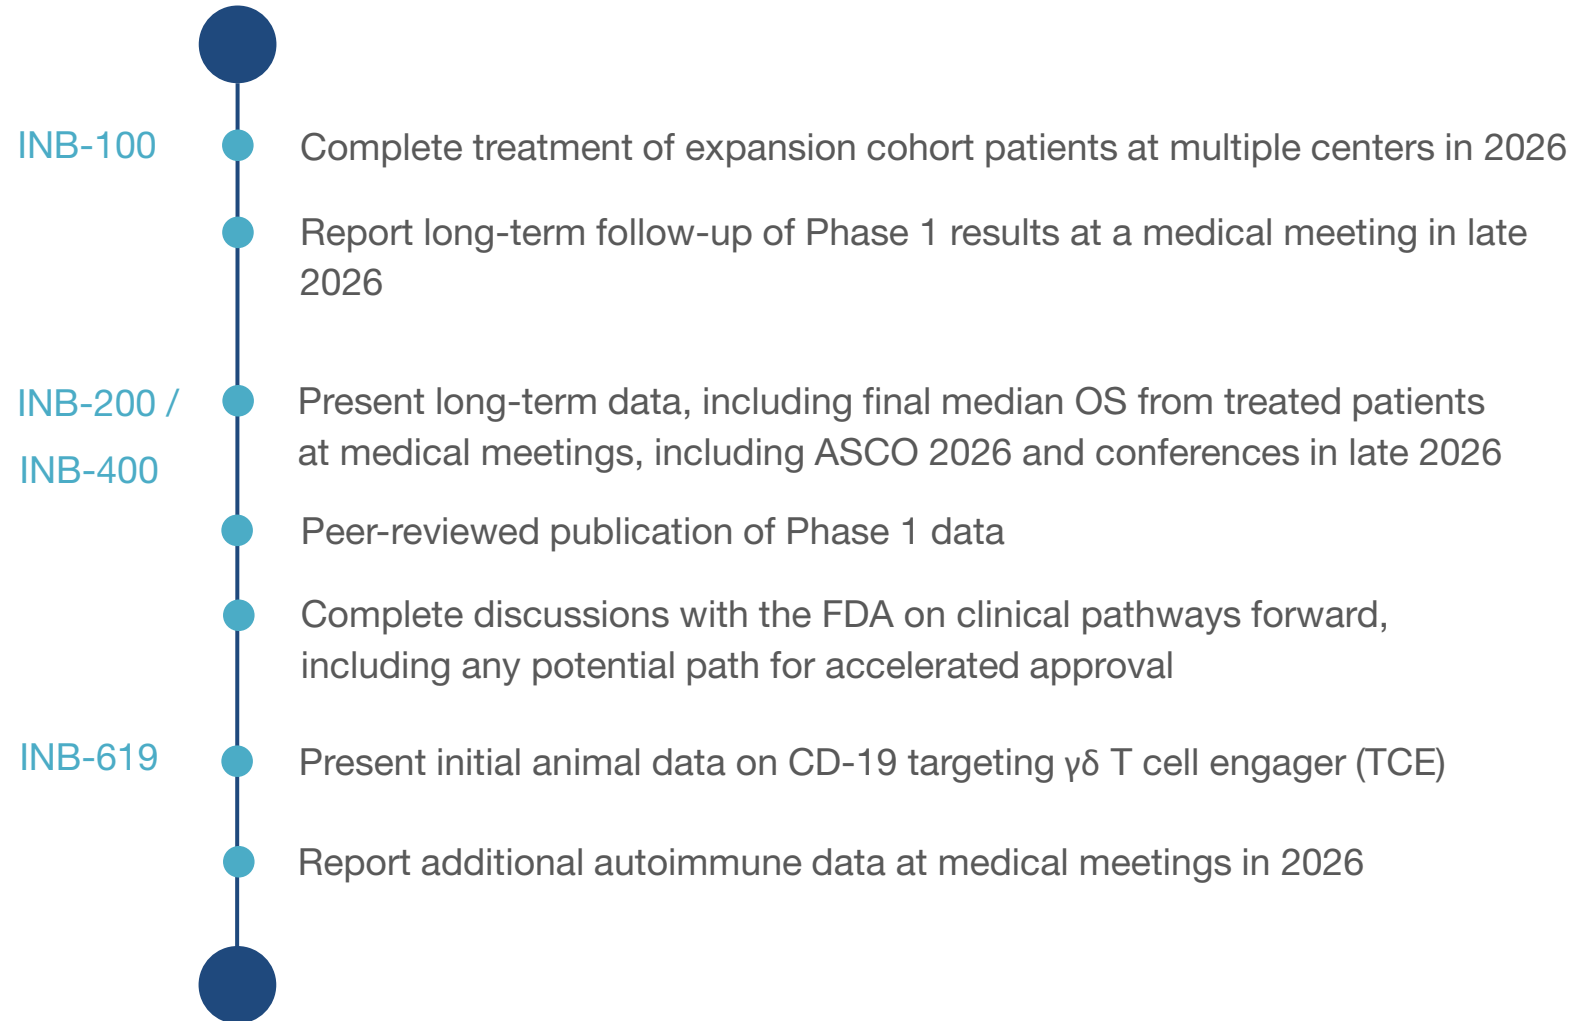 INB-100
Complete treatment of expansion cohort patients at multiple centers in 2026
Report long-term follow-up of Phase 1 results at a medical meeting in late
2026
INB-200 /
INB-400
Present long-term data, including final median OS from treated patients
at medical meetings, including ASCO 2026 and conferences in late 2026
Peer-reviewed publication of Phase 1 data
Complete discussions with the FDA on clinical pathways forward,
including any potential path for accelerated approval
INB-619
Present initial animal data on CD-19 targeting γδ T cell engager (TCE)
Report additional autoimmune data at medical meetings in 2026